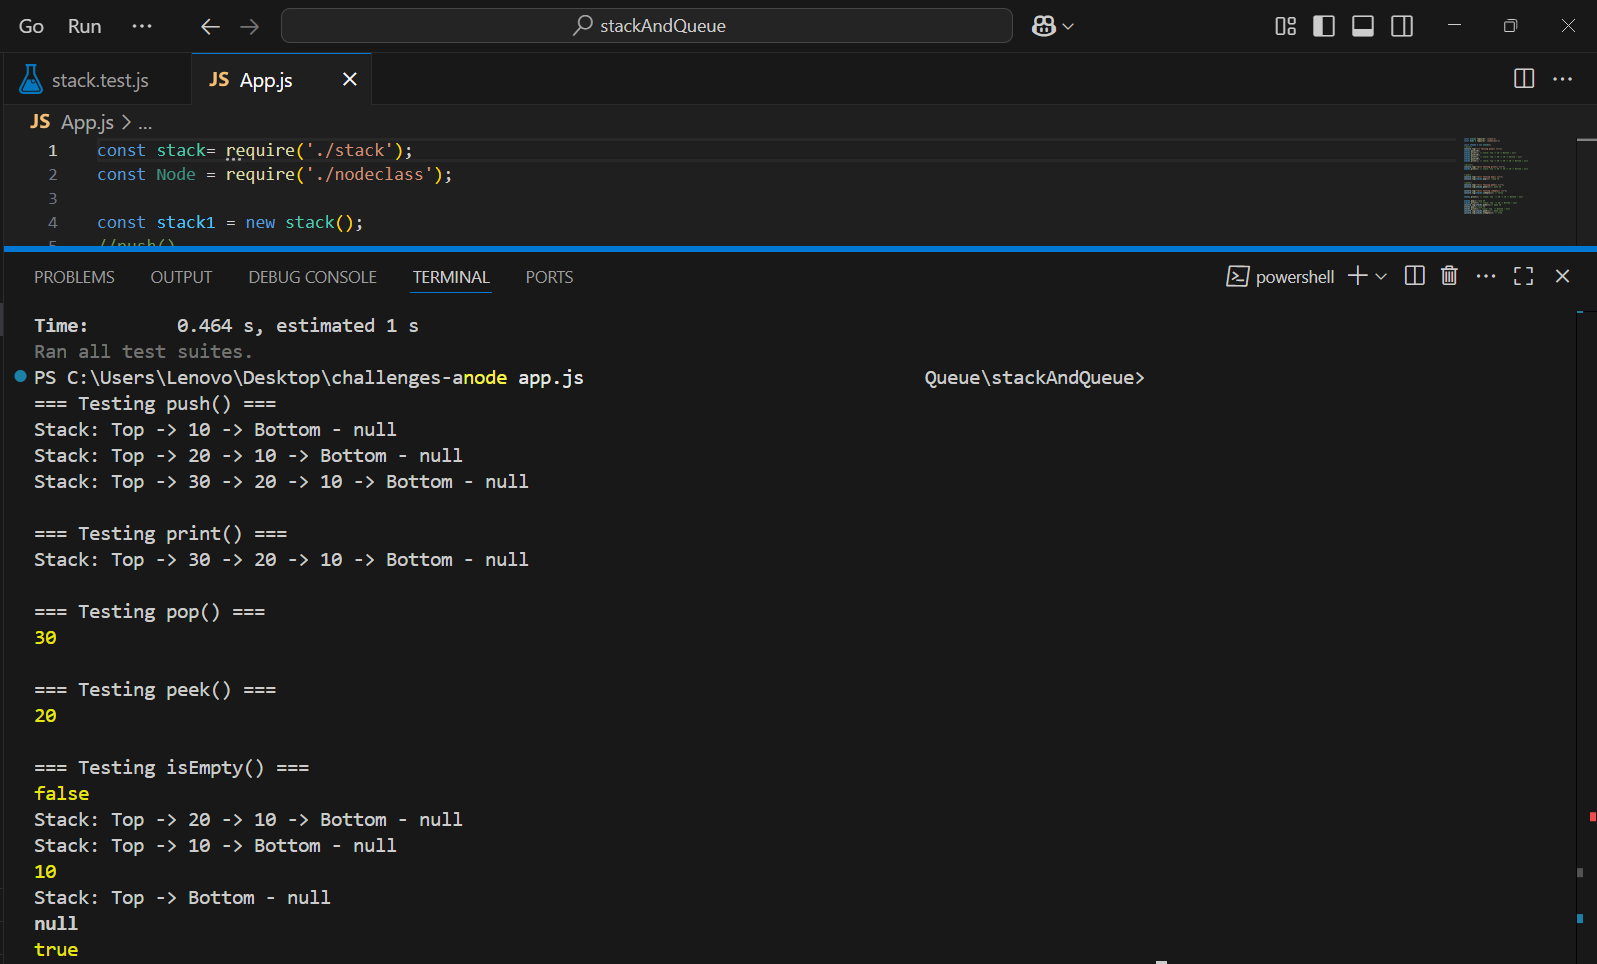 Go Run ... stackAndQueue
stack.test.js JS App.js
JS App.js > ...
1 const stack= require('./stack');
2 const Node = require('./nodeclass');
3
4 const stack1 = new stack();
5 //push()
PROBLEMS OUTPUT DEBUG CONSOLE TERMINAL PORTS powershell
Time: 0.464 s, estimated 1 s
Ran all test suites.
PS C:\Users\Lenovo\Desktop\challenges-anode app.js Queue\stackAndQueue>
=== Testing push() ===
Stack: Top -> 10 -> Bottom - null
Stack: Top -> 20 -> 10 -> Bottom - null
Stack: Top -> 30 -> 20 -> 10 -> Bottom - null
=== Testing print() ===
Stack: Top -> 30 -> 20 -> 10 -> Bottom - null
=== Testing pop() ===
30
=== Testing peek() ===
20
=== Testing isEmpty() ===
false
Stack: Top -> 20 -> 10 -> Bottom - null
Stack: Top -> 10 -> Bottom - null
10
Stack: Top -> Bottom - null
null
true